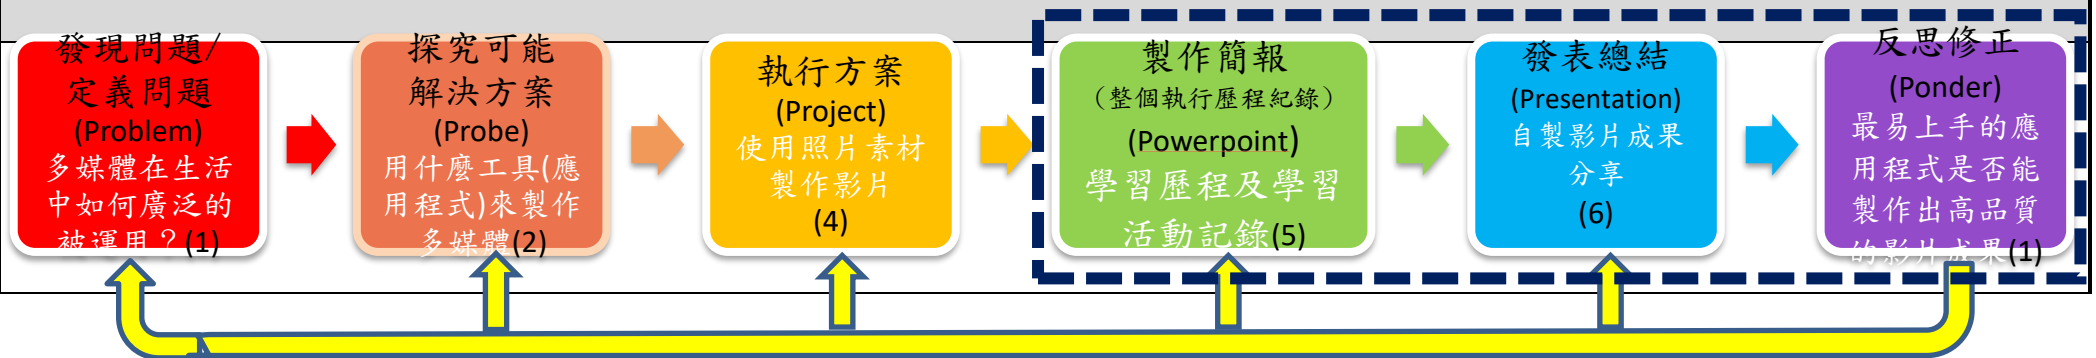 發現問題/
定義問題
(Problem)
多媒體在生活
中如何廣泛的
被運用？(1)
探究可能
解決方案
(Probe)
用什麼工具(應
用程式)來製作
多媒體(2)
執行方案
(Project)
使用照片素材
製作影片
(4)
製作簡報
（整個執行歷程紀錄）
(Powerpoint)
學習歷程及學習
活動記錄(5)
發表總結
(Presentation)
自製影片成果
分享
(6)
反思修正
(Ponder)
最易上手的應
用程式是否能
製作出高品質
的影片成果(1)